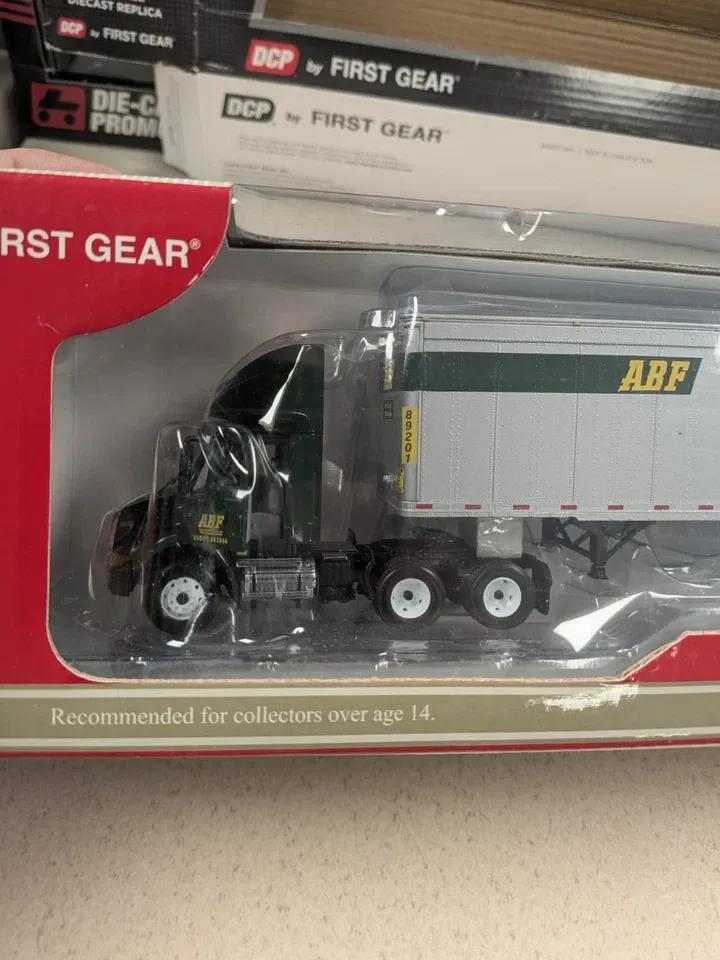 DIECAST REPLICA
DCP by FIRST GEAR
DCP by FIRST GEAR
DIE-C
PROM
DCP by FIRST GEAR
RST GEAR®
ABF
89201
ABF
Recommended for collectors over age 14.